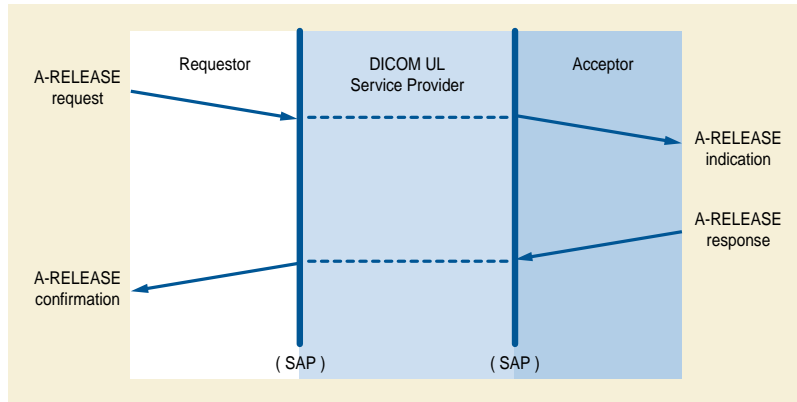 Requestor
DICOM UL
Service Provider
Acceptor
A-RELEASE
request
A-RELEASE
indication
A-RELEASE
response
A-RELEASE
confirmation
( SAP )
( SAP )